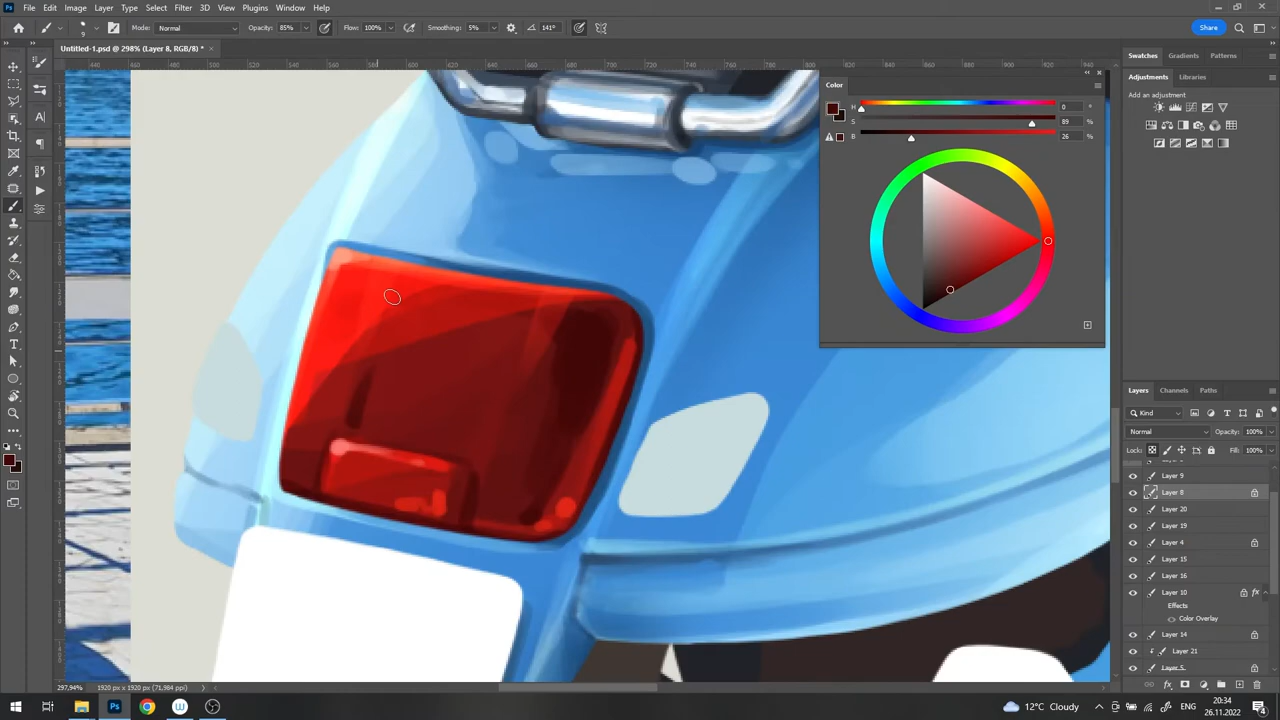 File Edit Image Layer Type Select Filter 3D View Plugins Window Help
9 Mode: Normal Opacity: 85% Flow: 100% Smoothing: 5% 141° Share
Untitled-1.psd @ 298% (Layer 8, RGB/8) *
Swatches Gradients Patterns
Color
H 0 °
S 89 %
B 26 %
Adjustments Libraries
Add an adjustment
Layers Channels Paths
Kind
Normal Opacity: 100%
Lock: Fill: 100%
Layer 9
Layer 8
Layer 20
Layer 19
Layer 4
Layer 15
Layer 16
Layer 10 fx
Effects
Color Overlay
Layer 14
Layer 21
Layer 5
297,94% 1920 px x 1920 px (71,984 ppi)
12°C Cloudy
20:34
26.11.2022